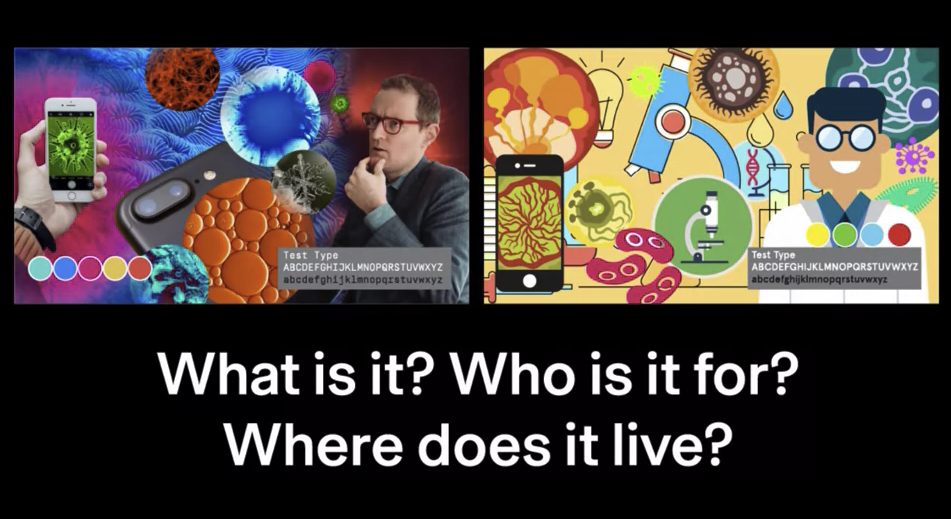 Test Type
ABCDEFGHIJKLMNOPQRSTUVWXYZ
abcdefghijklmnopqrstuvwxyz
Test Type
ABCDEFGHIJKLMNOPQRSTUVWXYZ
abcdefghijklmnopqrstuvwxyz
What is it? Who is it for?
Where does it live?